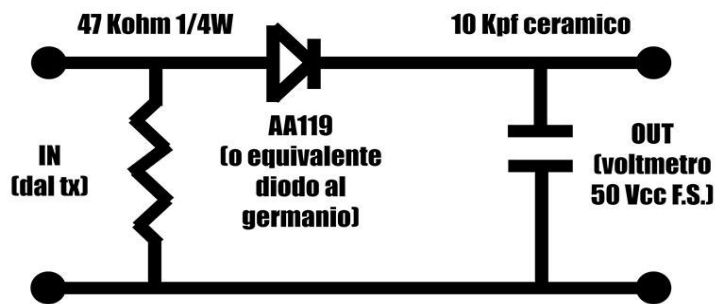 47 Kohm 1/4W
10 Kpf ceramico
AA119
(o equivalente
diodo al
germanio)
IN
(dal tx)
OUT
(voltmetro
50 Vcc F.S.)